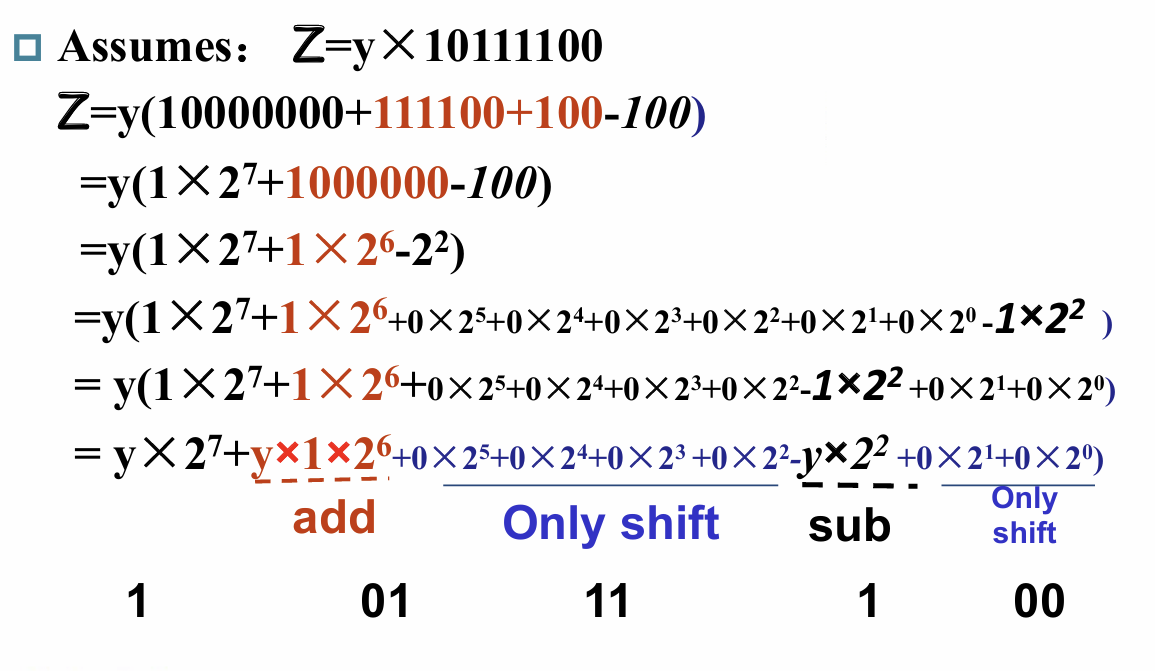 Assumes： Z=y×10111100
Z=y(10000000+111100+100-100)
=y(1×2⁷+1000000-100)
=y(1×2⁷+1×2⁶-2²)
=y(1×2⁷+1×2⁶+0×2⁵+0×2⁴+0×2³+0×2²+0×2¹+0×2⁰ -1×2² )
= y(1×2⁷+1×2⁶+0×2⁵+0×2⁴+0×2³+0×2²-1×2² +0×2¹+0×2⁰)
= y×2⁷+y×1×2⁶+0×2⁵+0×2⁴+0×2³ +0×2²-y×2² +0×2¹+0×2⁰)
add Only shift sub Only shift
1 01 11 1 00